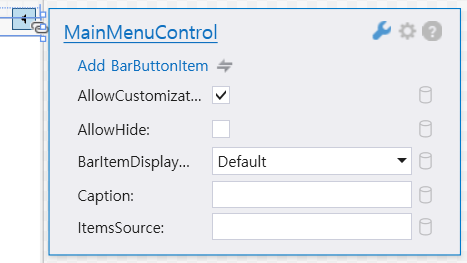 MainMenuControl
Add BarButtonItem
AllowCustomizat...
AllowHide:
BarItemDisplay... Default
Caption:
ItemsSource: